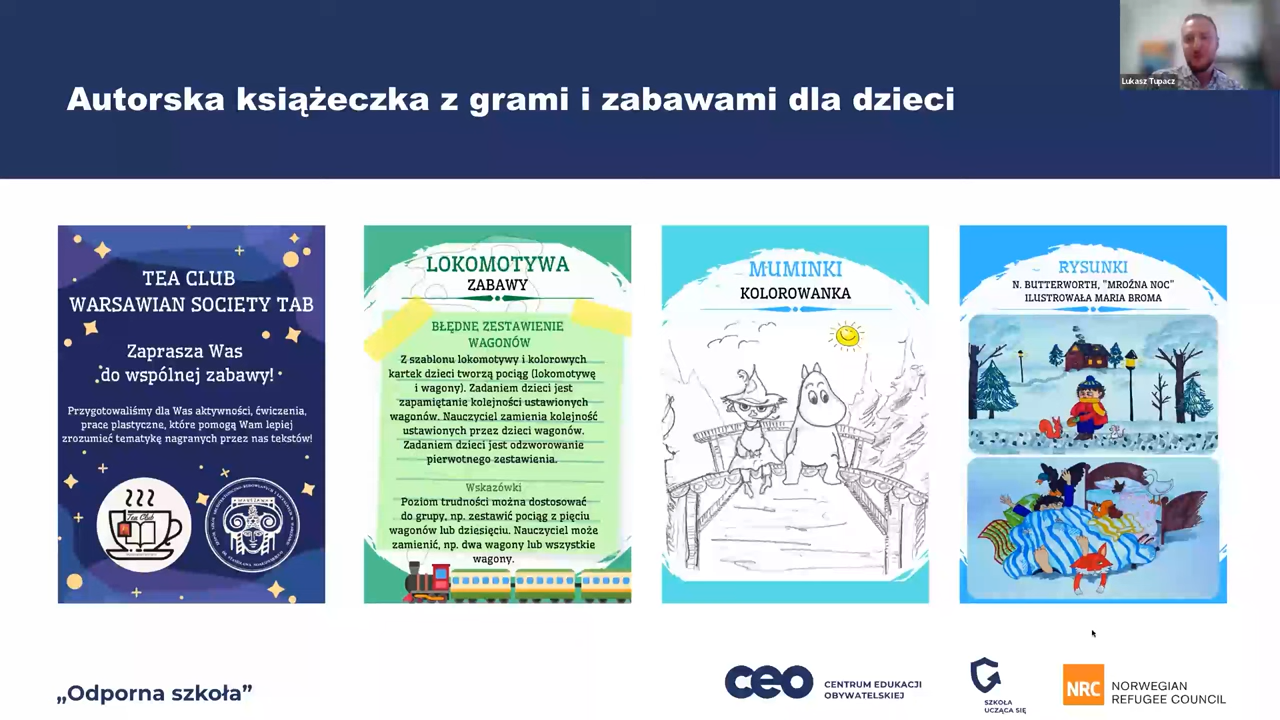 Lukasz Tupacz
Autorska książeczka z grami i zabawami dla dzieci
TEA CLUB
WARSAWIAN SOCIETY TAB
Zaprasza Was
do wspólnej zabawy!
Przygotowaliśmy dla Was aktywności, ćwiczenia,
prace plastyczne, które pomogą Wam lepiej
zrozumieć tematykę nagranych przez nas tekstów!
Tea Club
LOKOMOTYWA
ZABAWY
BŁĘDNE ZESTAWIENIE
WAGONÓW
Z szablonu lokomotywy i kolorowych
kartek dzieci tworzą pociąg (lokomotywę
i wagony). Zadaniem dzieci jest
zapamiętanie kolejności ustawionych
wagonów. Nauczyciel zamienia kolejność
ustawionych przez dzieci wagonów.
Zadaniem dzieci jest odzworowanie
pierwotnego zestawienia.
Wskazówki
Poziom trudności można dostosować
do grupy, np. zestawić pociąg z pięciu
wagonów lub dziesięciu. Nauczyciel może
zamienić, np. dwa wagony lub wszystkie
wagony.
MUMINKI
KOLOROWANKA
RYSUNKI
N. BUTTERWORTH, "MROŹNA NOC"
ILUSTROWAŁA MARIA BROMA
„Odporna szkoła”
ceo
CENTRUM EDUKACJI
OBYWATELSKIEJ
SZKOŁA
UCZĄCA SIĘ
NRC
NORWEGIAN
REFUGEE COUNCIL